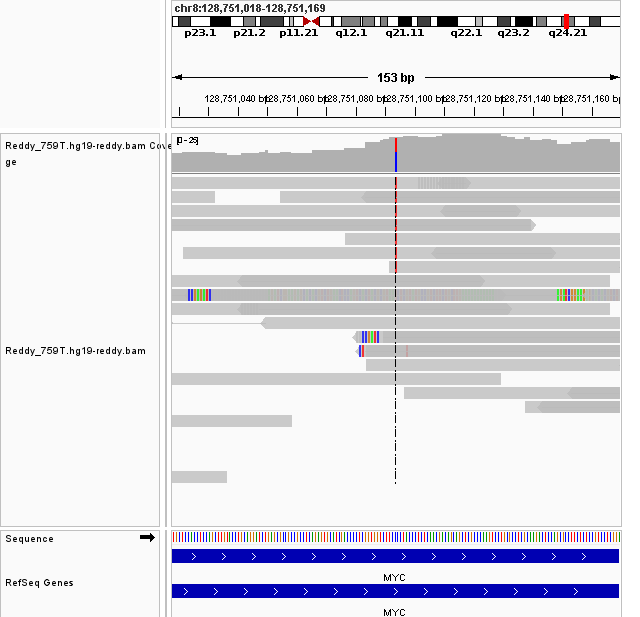 chr8:128,751,018-128,751,169
p23.1 p21.2 p11.21 q12.1 q21.11 q22.1 q23.2 q24.21
153 bp
128,751,040 bp 128,751,060 bp 128,751,080 bp 128,751,100 bp 128,751,120 bp 128,751,140 bp 128,751,160 bp
Reddy_759T.hg19-reddy.bam Cove
ge
[0-25]
Reddy_759T.hg19-reddy.bam
Sequence
MYC
RefSeq Genes
MYC